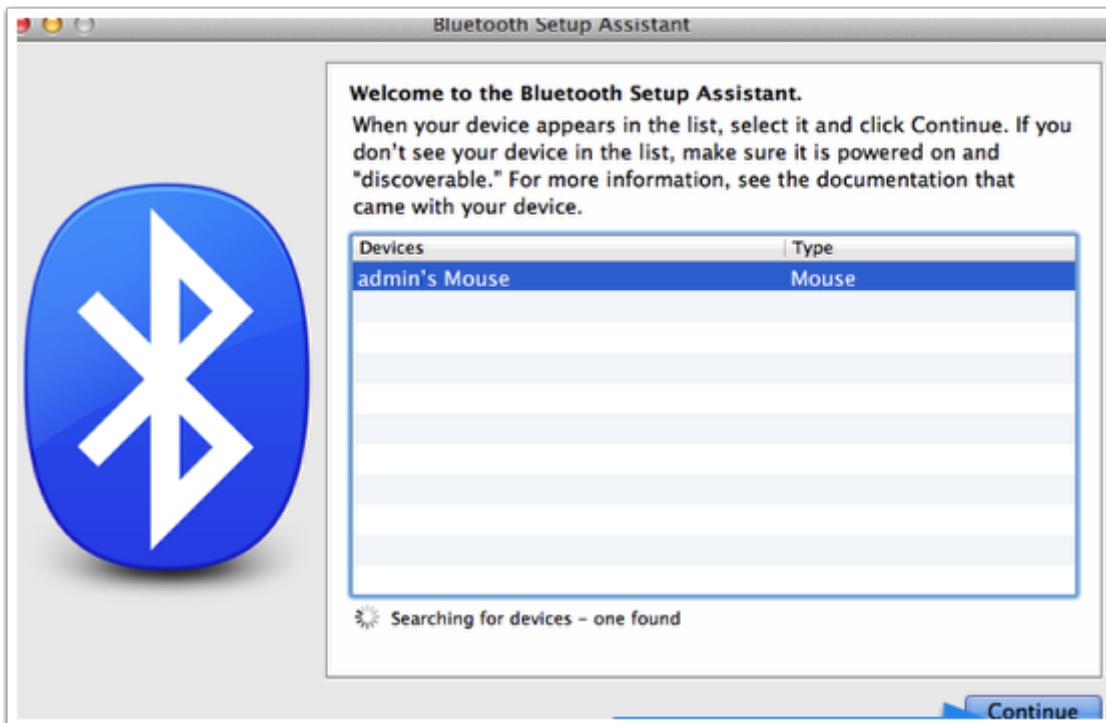 Bluetooth Setup Assistant
Welcome to the Bluetooth Setup Assistant.
When your device appears in the list, select it and click Continue. If you
don't see your device in the list, make sure it is powered on and
"discoverable." For more information, see the documentation that
came with your device.
Devices Type
admin's Mouse Mouse
Searching for devices – one found
Continue